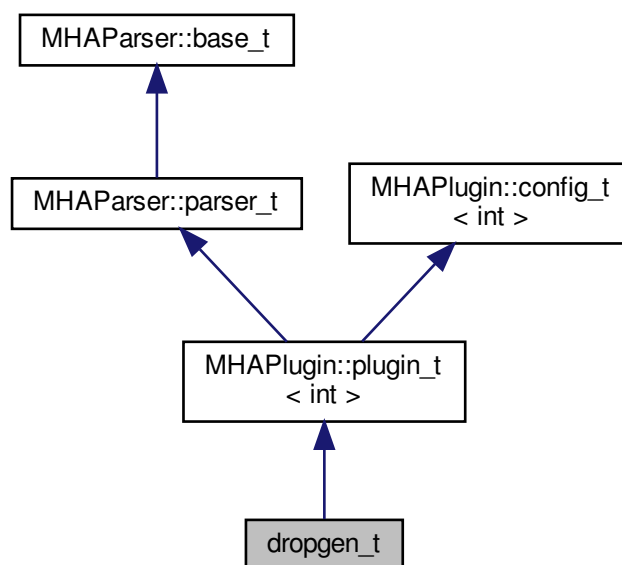 MHAParser::base_t
MHAParser::parser_t
MHAPlugin::config_t
< int >
MHAPlugin::plugin_t
< int >
dropgen_t